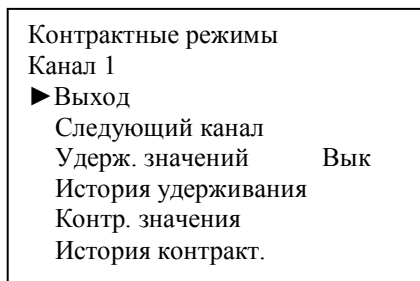 Контрактные режимы
Канал 1
►Выход
Следующий канал
Удерж. значений Вык
История удерживания
Контр. значения
История контракт.